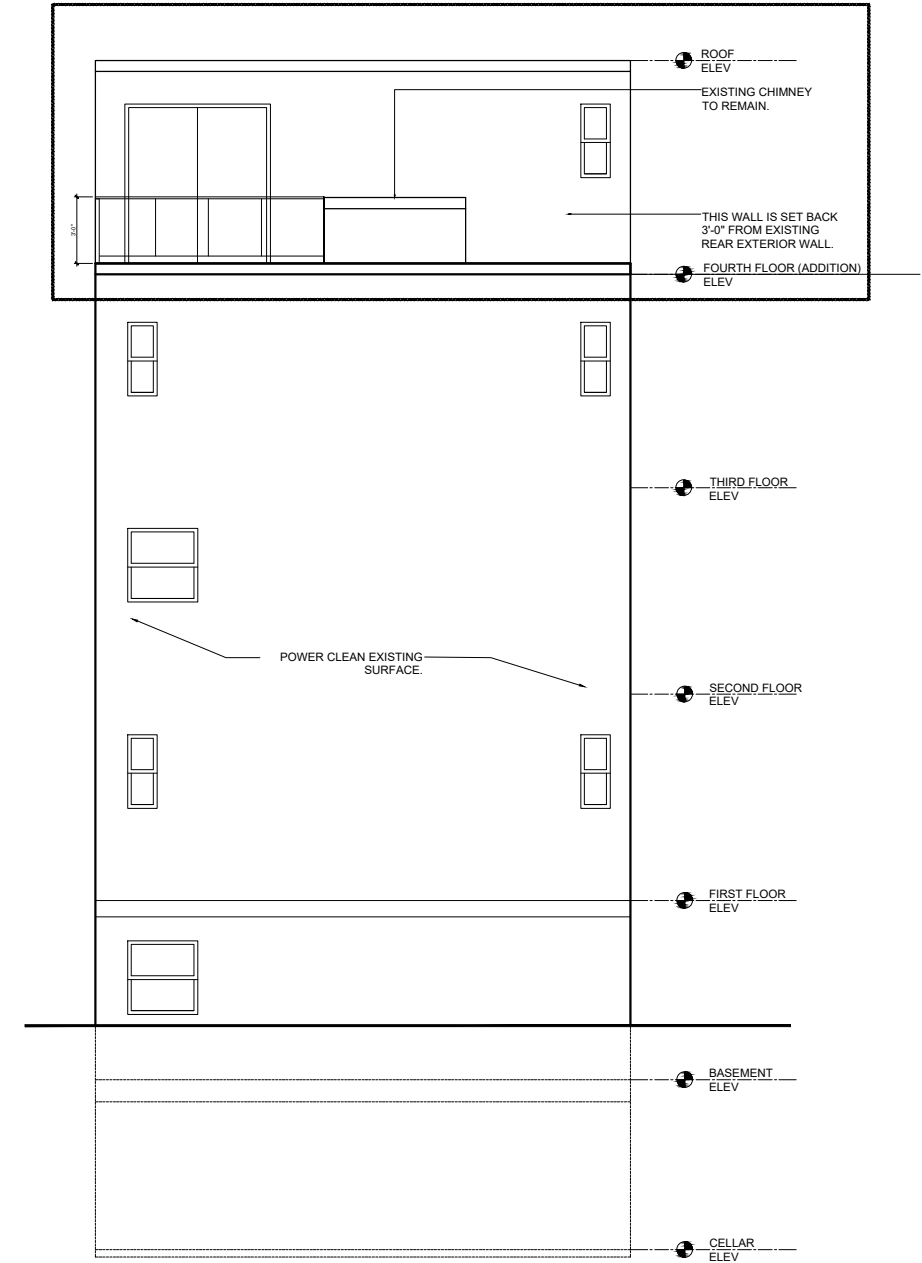 ROOF
ELEV
EXISTING CHIMNEY
TO REMAIN.
3'-0"
THIS WALL IS SET BACK
3'-0" FROM EXISTING
REAR EXTERIOR WALL.
FOURTH FLOOR (ADDITION)
ELEV
THIRD FLOOR
ELEV
POWER CLEAN EXISTING
SURFACE.
SECOND FLOOR
ELEV
FIRST FLOOR
ELEV
BASEMENT
ELEV
CELLAR
ELEV